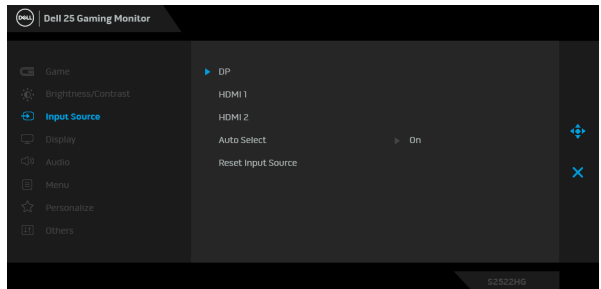 DELL Dell 25 Gaming Monitor
Game
Brightness/Contrast
Input Source
Display
Audio
Menu
Personalize
Others
DP
HDMI 1
HDMI 2
Auto Select On
Reset Input Source
S2522HG